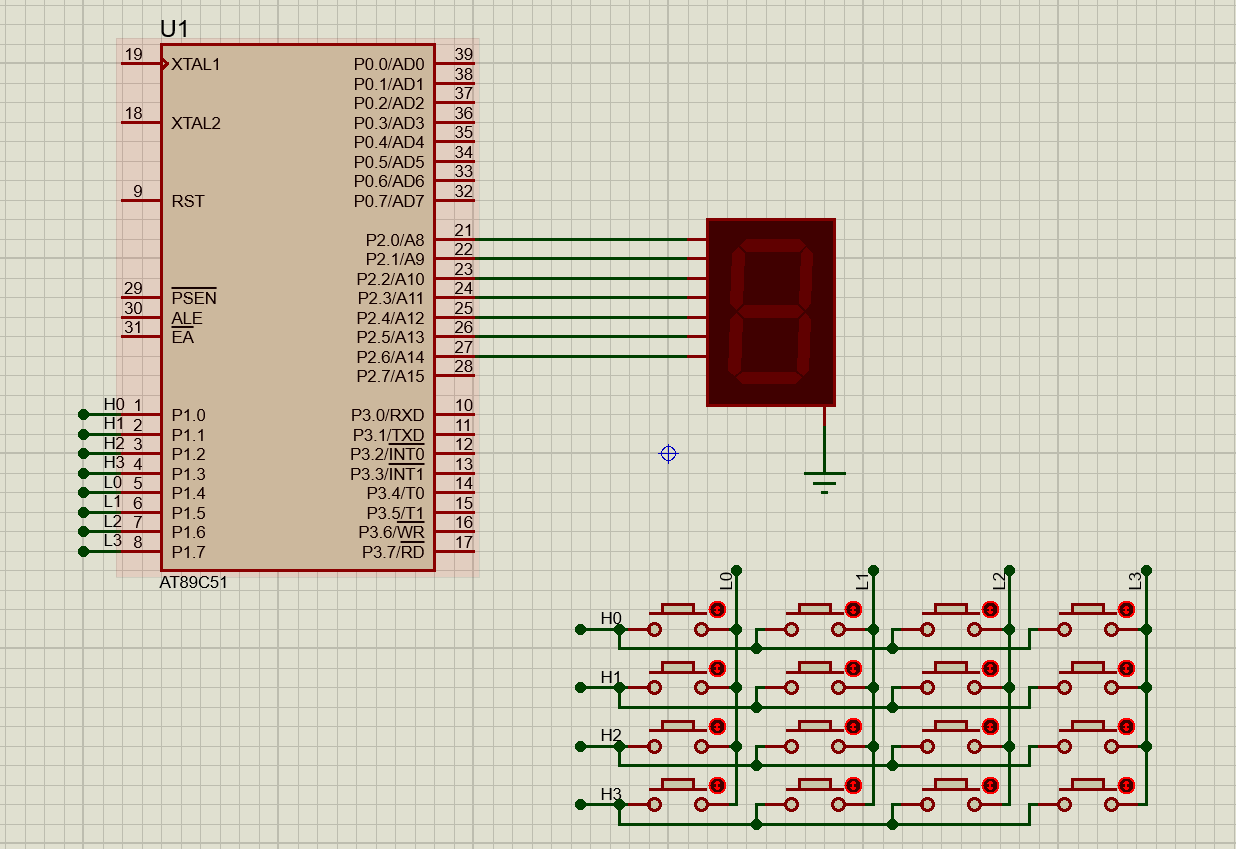 U1
19 XTAL1 P0.0/AD0 39
P0.1/AD1 38
P0.2/AD2 37
18 XTAL2 P0.3/AD3 36
P0.4/AD4 35
P0.5/AD5 34
P0.6/AD6 33
9 RST P0.7/AD7 32
P2.0/A8 21
P2.1/A9 22
P2.2/A10 23
29 PSEN P2.3/A11 24
30 ALE P2.4/A12 25
31 EA P2.5/A13 26
P2.6/A14 27
P2.7/A15 28
H0 1 P1.0 P3.0/RXD 10
H1 2 P1.1 P3.1/TXD 11
H2 3 P1.2 P3.2/INT0 12
H3 4 P1.3 P3.3/INT1 13
L0 5 P1.4 P3.4/T0 14
L1 6 P1.5 P3.5/T1 15
L2 7 P1.6 P3.6/WR 16
L3 8 P1.7 P3.7/RD 17
AT89C51
L0 L1 L2 L3
H0
H1
H2
H3